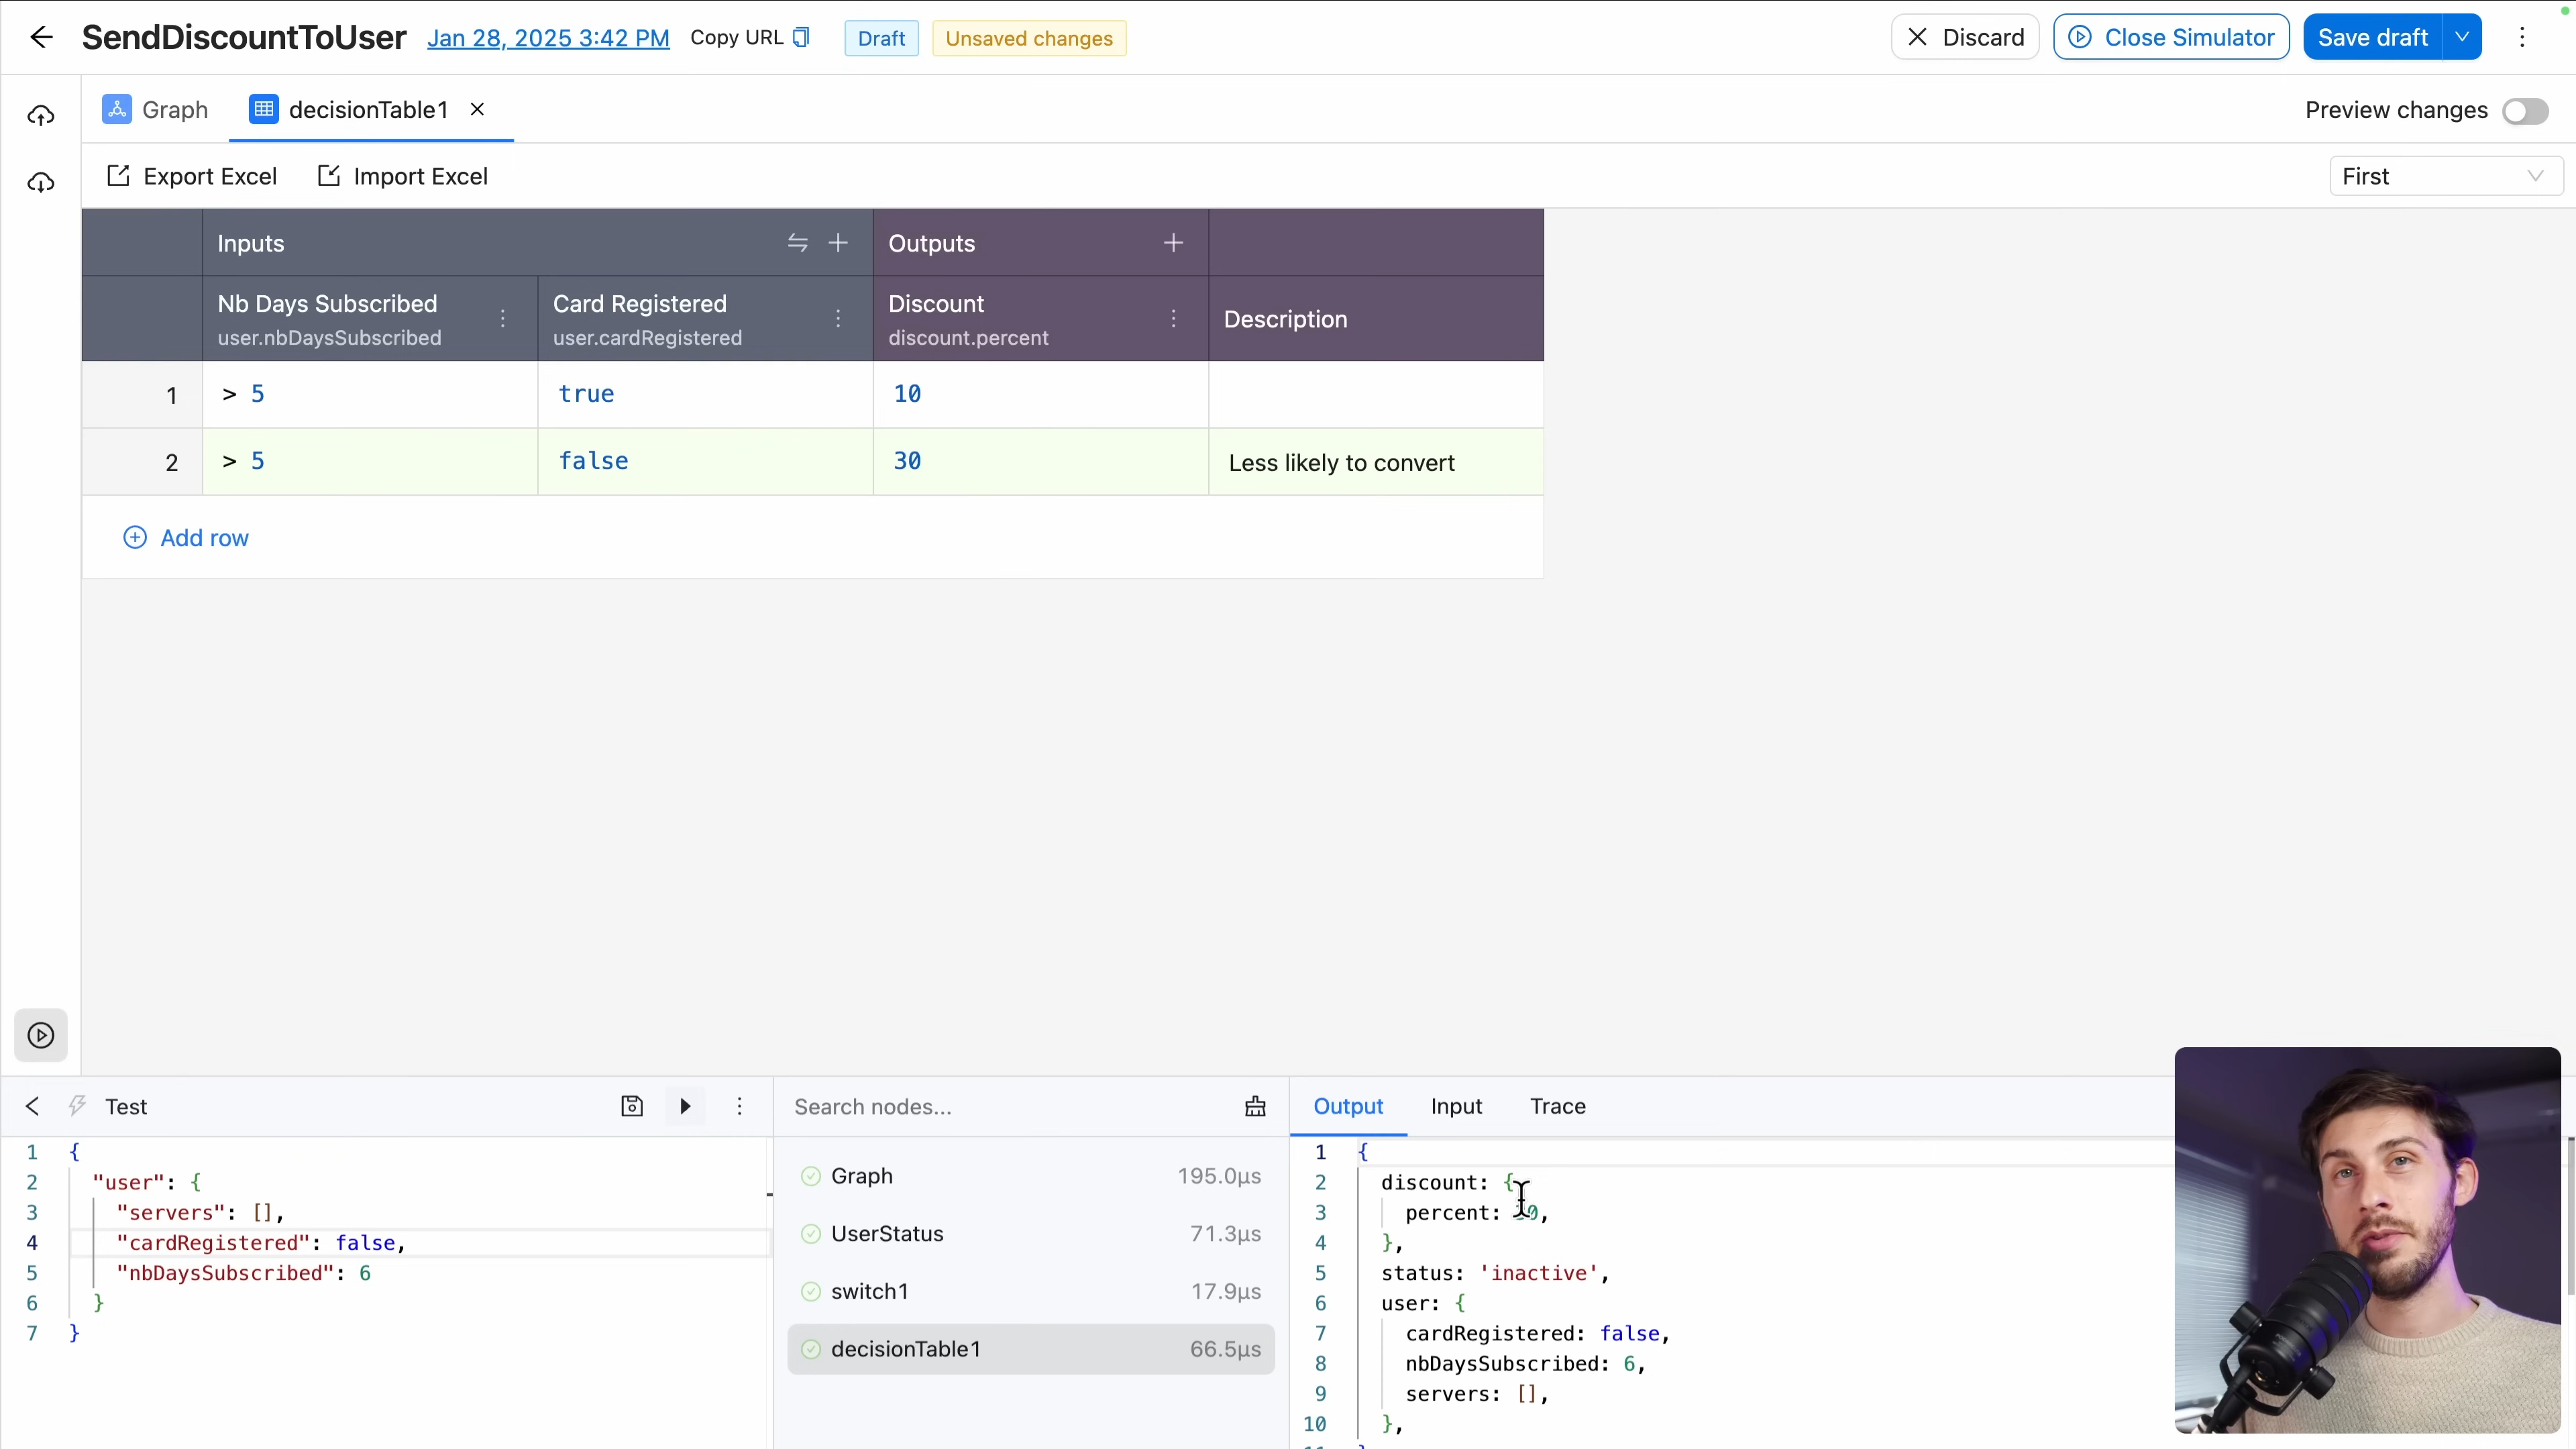 SendDiscountToUser Jan 28, 2025 3:42 PM Copy URL Draft Unsaved changes Discard Close Simulator Save draft
Graph decisionTable1 Preview changes
Export Excel Import Excel First
Inputs Outputs
Nb Days Subscribed Card Registered Discount Description
user.nbDaysSubscribed user.cardRegistered discount.percent
1 > 5 true 10
2 > 5 false 30 Less likely to convert
Add row
Test
1 {
2 "user": {
3 "servers": [],
4 "cardRegistered": false,
5 "nbDaysSubscribed": 6
6 }
7 }
Search nodes...
Graph 195.0µs
UserStatus 71.3µs
switch1 17.9µs
decisionTable1 66.5µs
Output Input Trace
1 {
2 discount: {
3 percent:
4 },
5 status: 'inactive',
6 user: {
7 cardRegistered: false,
8 nbDaysSubscribed: 6,
9 servers: [],
10 },